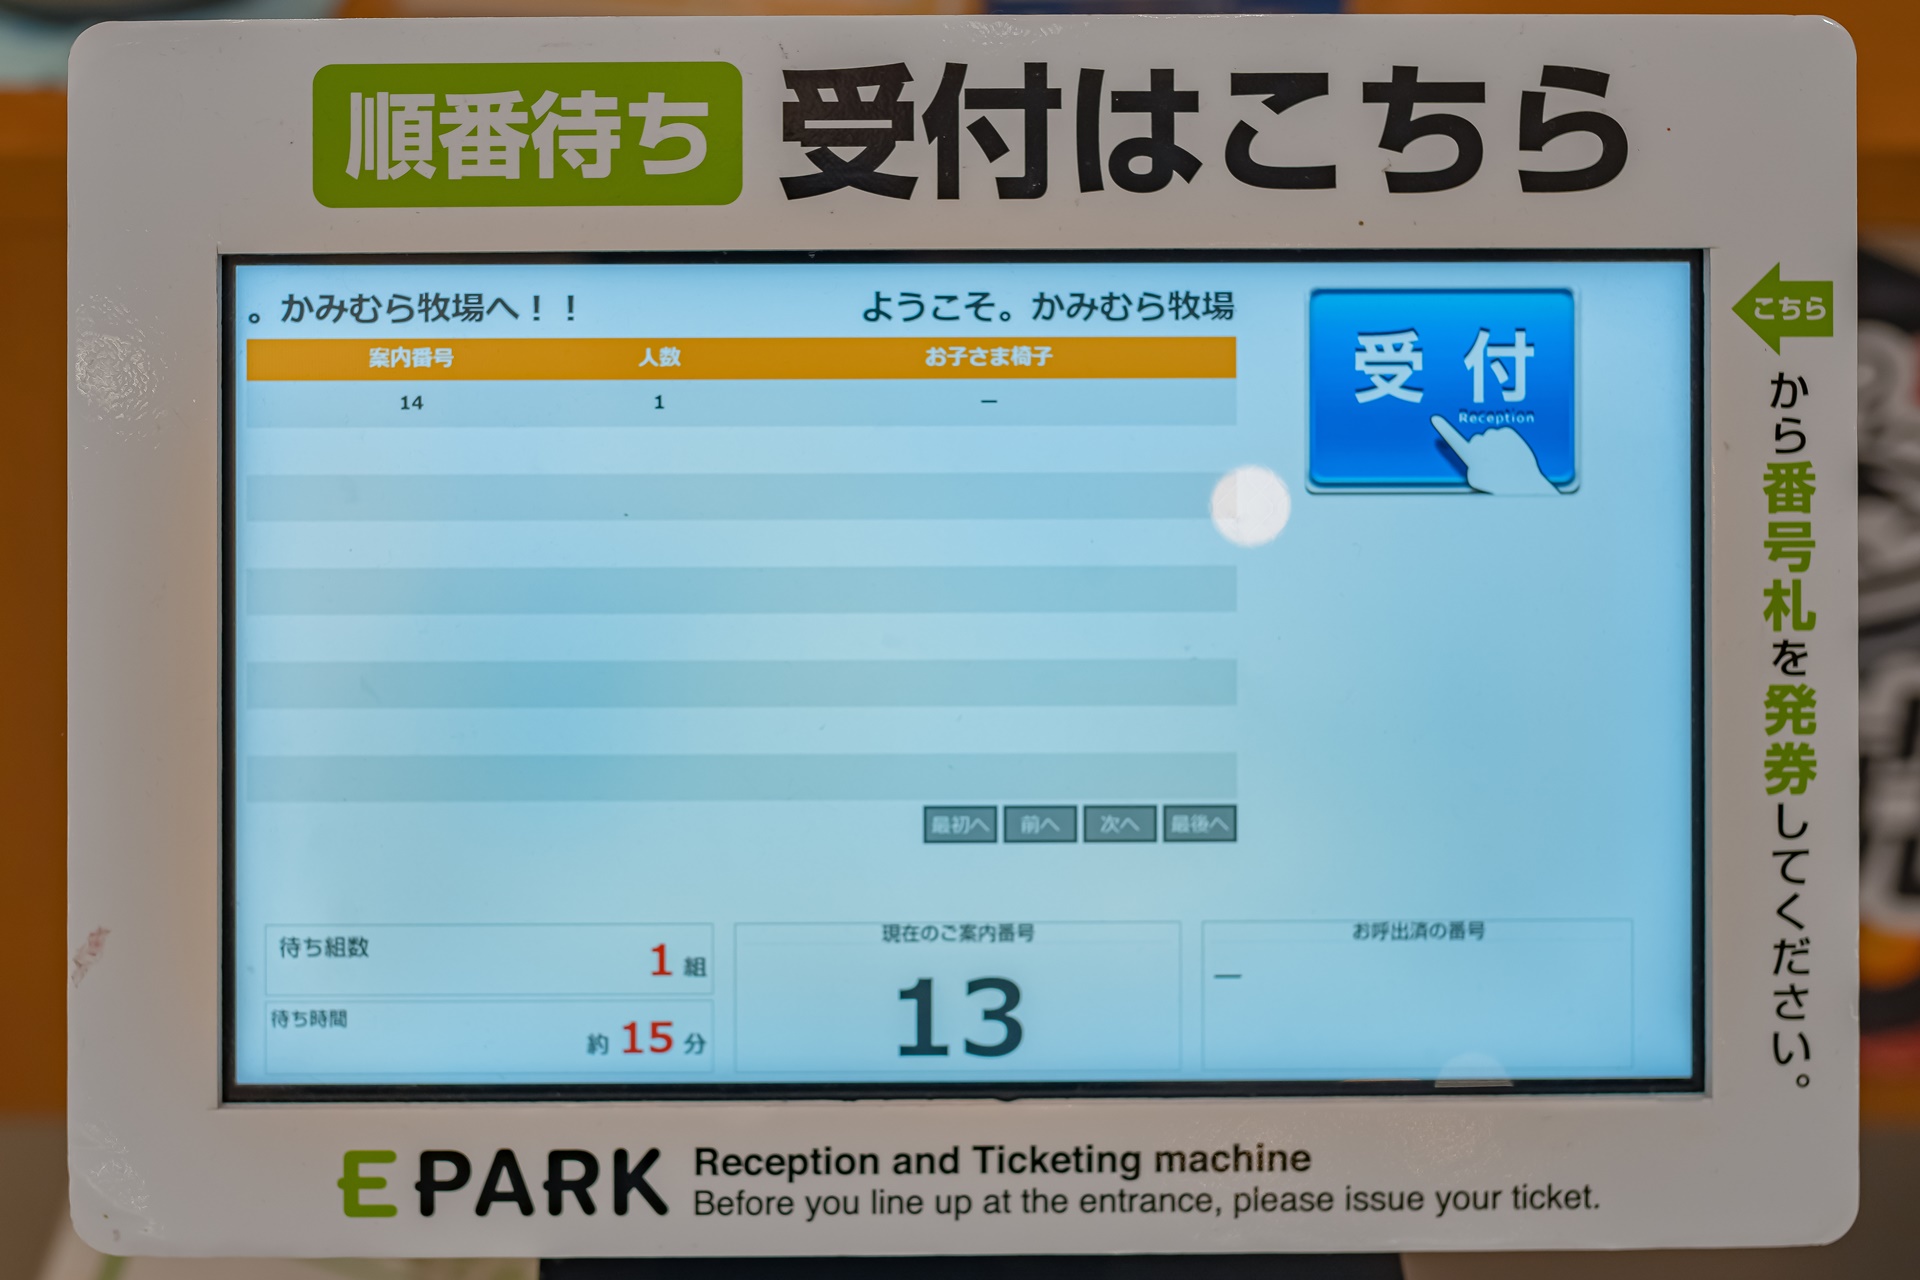 順番待ち 受付はこちら
。かみむら牧場へ！！ ようこそ。かみむら牧場
案内番号 人数 お子さま椅子
14 1 ー
受付
Reception
最初へ 前へ 次へ 最後へ
待ち組数 1 組
待ち時間 約 15 分
現在のご案内番号
13
お呼出済の番号
ー
こちら
から番号札を発券してください。
EPARK
Reception and Ticketing machine
Before you line up at the entrance, please issue your ticket.